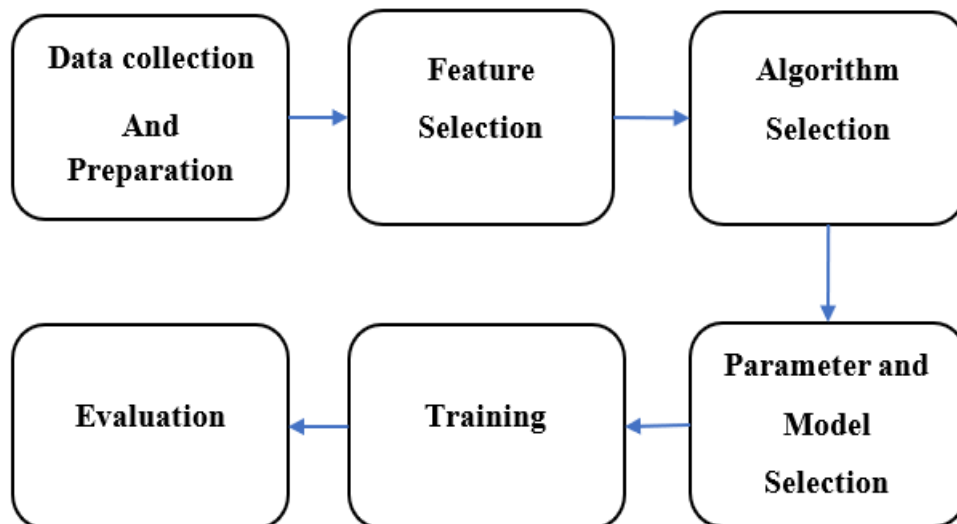 Data collection
And
Preparation
Feature
Selection
Algorithm
Selection
Parameter and
Model
Selection
Training
Evaluation